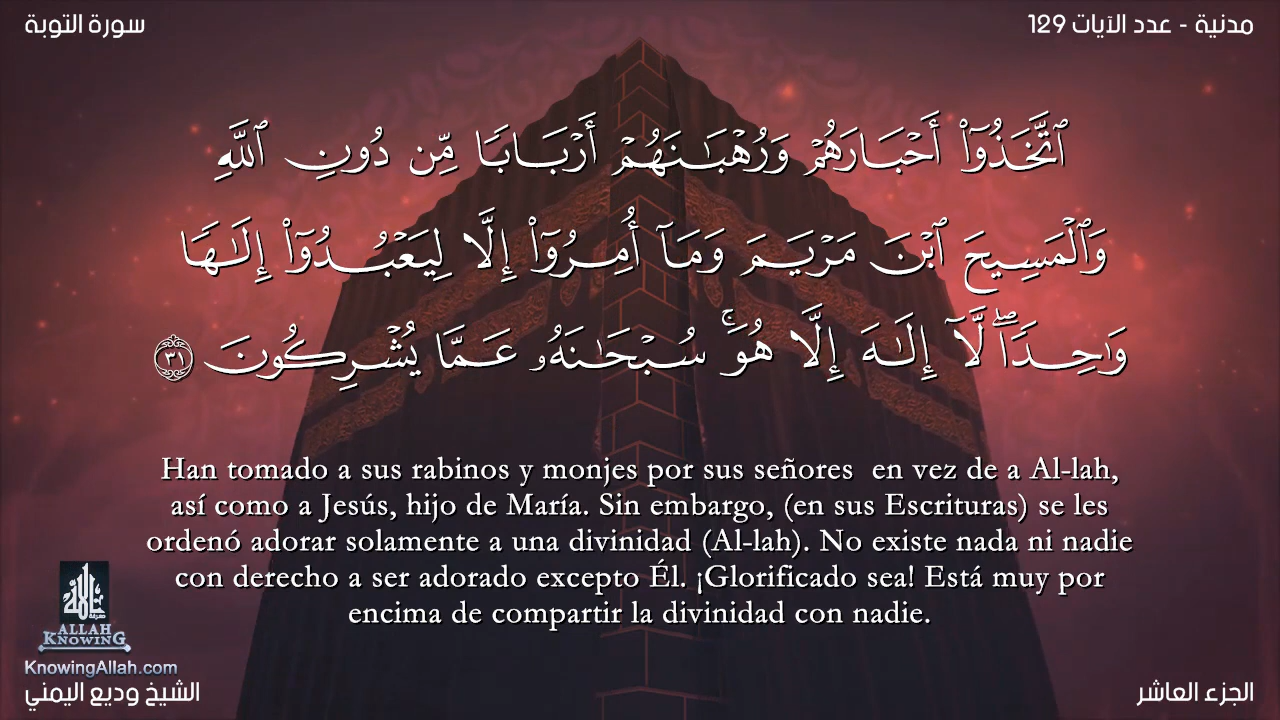 سورة التوبة
مدنية - عدد الآيات 129
ٱتَّخَذُوٓا۟ أَحْبَارَهُمْ وَرُهْبَـٰنَهُمْ أَرْبَابًا مِّن دُونِ ٱللَّهِ
وَٱلْمَسِيحَ ٱبْنَ مَرْيَمَ وَمَآ أُمِرُوٓا۟ إِلَّا لِيَعْبُدُوٓا۟ إِلَـٰهًا
وَٰحِدًا ۖ لَّآ إِلَـٰهَ إِلَّا هُوَ ۚ سُبْحَـٰنَهُۥ عَمَّا يُشْرِكُونَ ٣١
Han tomado a sus rabinos y monjes por sus señores  en vez de a Al-lah,
así como a Jesús, hijo de María. Sin embargo, (en sus Escrituras) se les
ordenó adorar solamente a una divinidad (Al-lah). No existe nada ni nadie
con derecho a ser adorado excepto Él. ¡Glorificado sea! Está muy por
encima de compartir la divinidad con nadie.
ALLAH
KNOWING
KnowingAllah.com
الشيخ وديع اليمني
الجزء العاشر